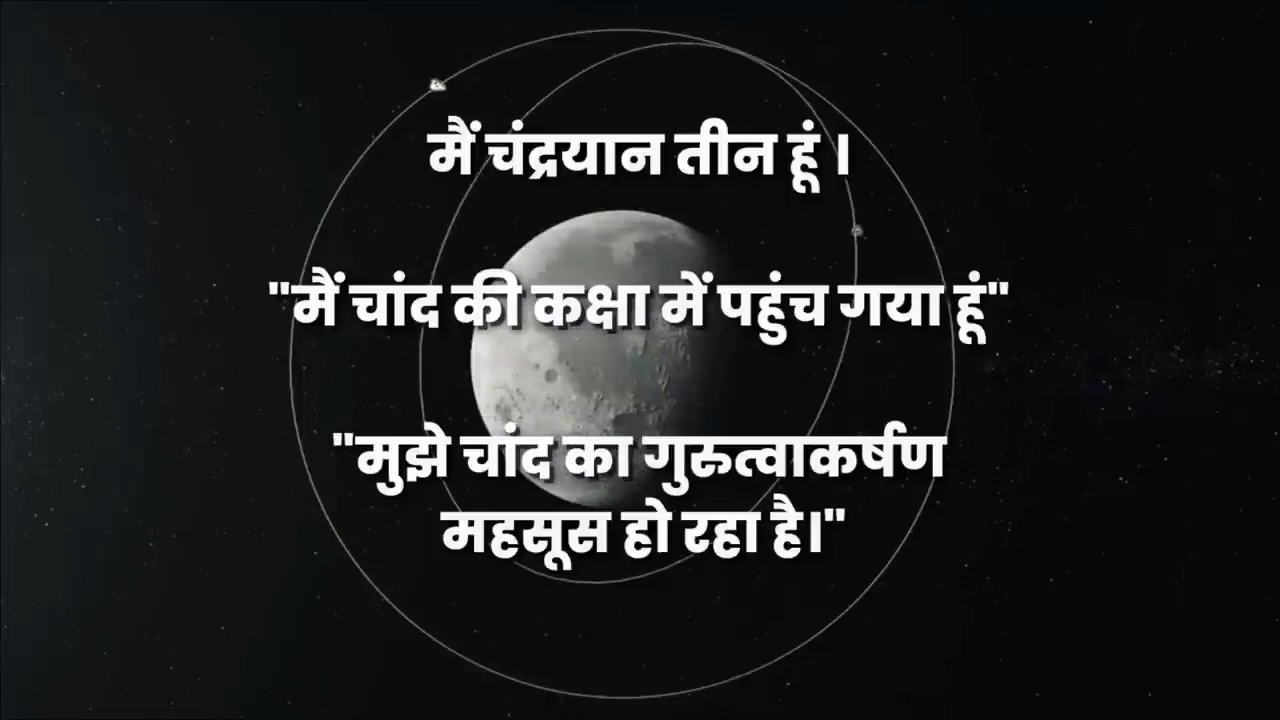 मैं चंद्रयान तीन हूं ।
"मैं चांद की कक्षा में पहुंच गया हूं"
"मुझे चांद का गुरुत्वाकर्षण
महसूस हो रहा है।"